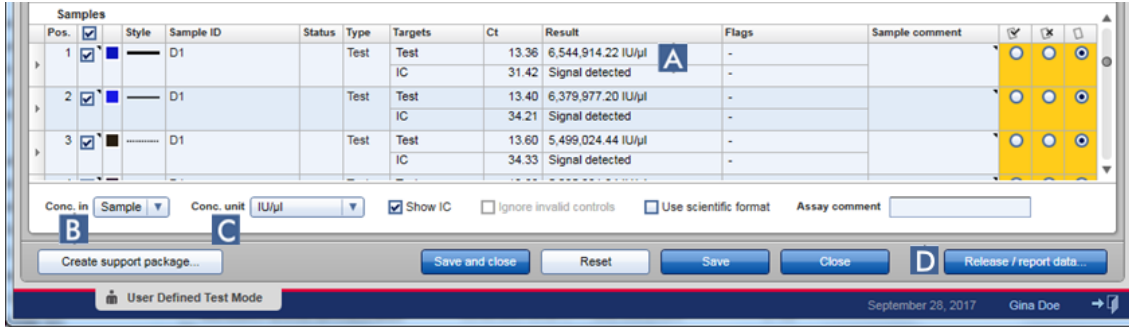 Samples
Pos. Style Sample ID Status Type Targets Ct Result Flags Sample comment
1 D1 Test Test 13.36 6,544,914.22 IU/µl - A
IC 31.42 Signal detected -
2 D1 Test Test 13.40 6,379,977.20 IU/µl -
IC 34.21 Signal detected -
3 D1 Test Test 13.60 5,499,024.44 IU/µl -
IC 34.33 Signal detected -
Conc. in Sample Conc. unit IU/µl Show IC Ignore invalid controls Use scientific format Assay comment
B C
Create support package... Save and close Reset Save Close D Release / report data...
User Defined Test Mode
September 28, 2017 Gina Doe